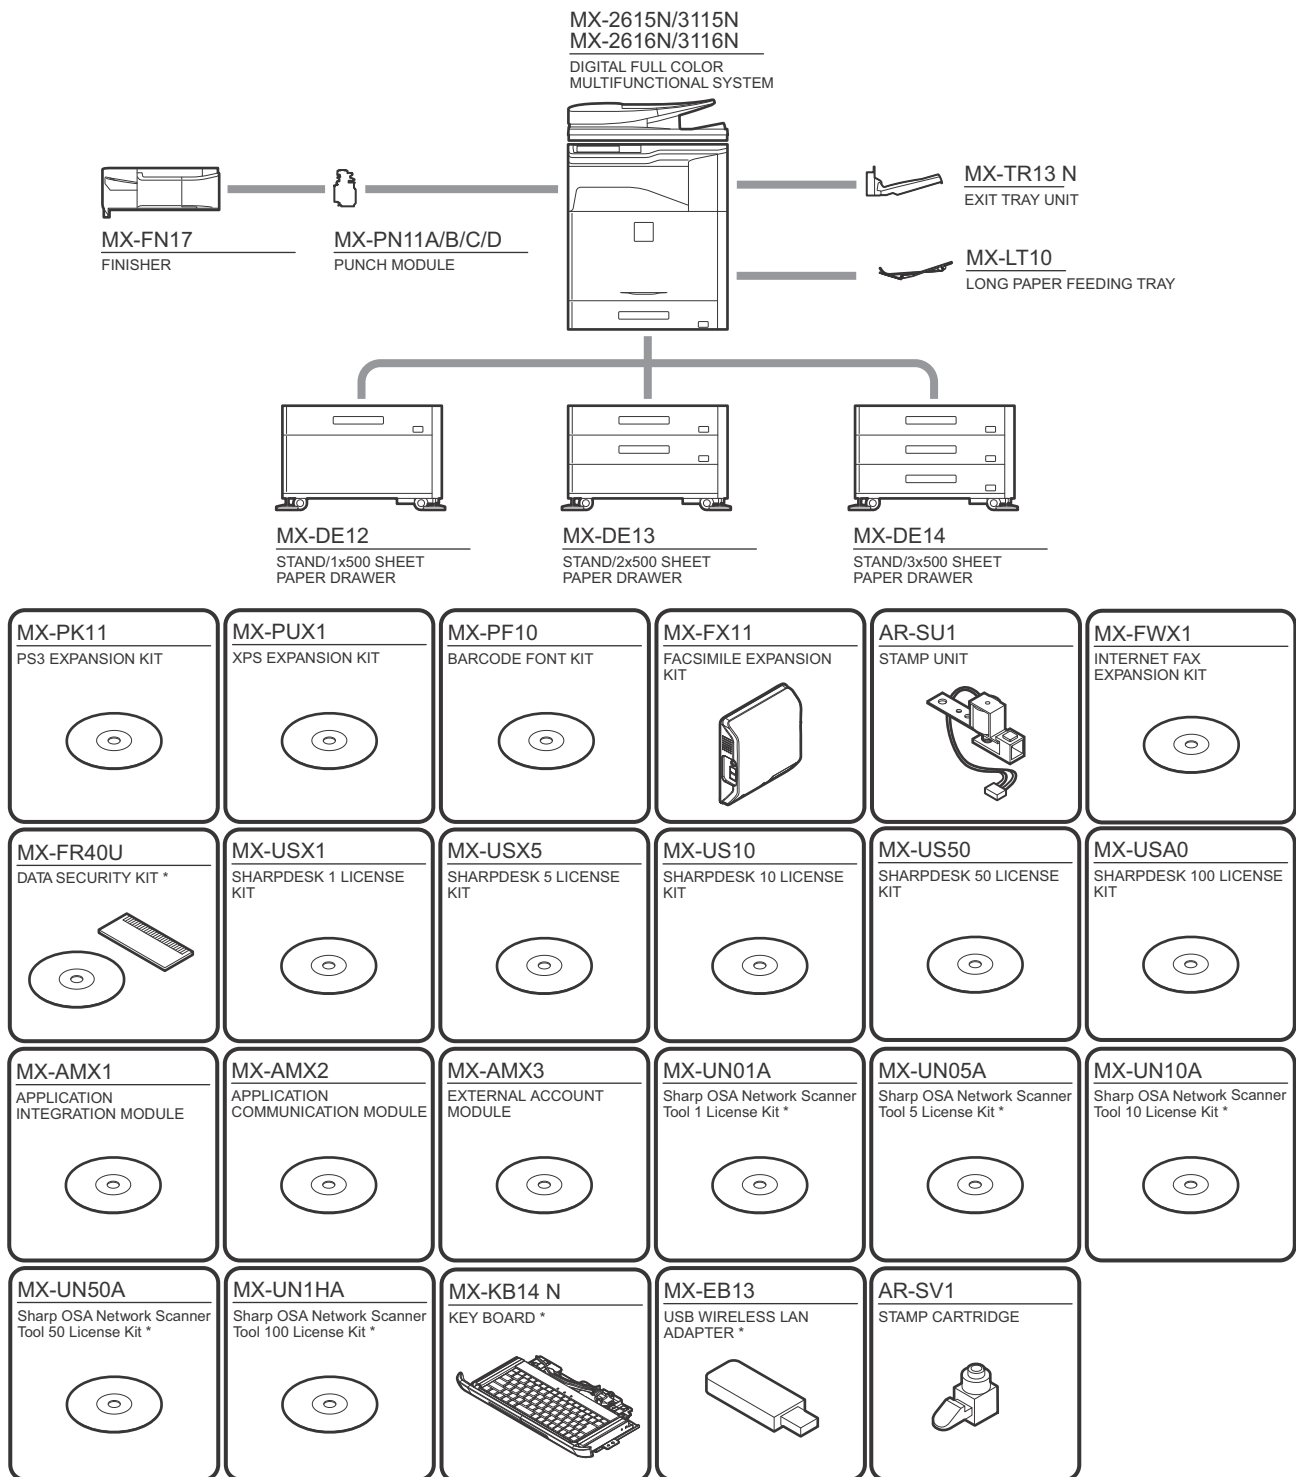 MX-2615N/3115N
MX-2616N/3116N
DIGITAL FULL COLOR
MULTIFUNCTIONAL SYSTEM
MX-FN17
FINISHER
MX-PN11A/B/C/D
PUNCH MODULE
MX-TR13 N
EXIT TRAY UNIT
MX-LT10
LONG PAPER FEEDING TRAY
MX-DE12
STAND/1x500 SHEET
PAPER DRAWER
MX-DE13
STAND/2x500 SHEET
PAPER DRAWER
MX-DE14
STAND/3x500 SHEET
PAPER DRAWER
MX-PK11
PS3 EXPANSION KIT
MX-PUX1
XPS EXPANSION KIT
MX-PF10
BARCODE FONT KIT
MX-FX11
FACSIMILE EXPANSION
KIT
AR-SU1
STAMP UNIT
MX-FWX1
INTERNET FAX
EXPANSION KIT
MX-FR40U
DATA SECURITY KIT *
MX-USX1
SHARPDESK 1 LICENSE
KIT
MX-USX5
SHARPDESK 5 LICENSE
KIT
MX-US10
SHARPDESK 10 LICENSE
KIT
MX-US50
SHARPDESK 50 LICENSE
KIT
MX-USA0
SHARPDESK 100 LICENSE
KIT
MX-AMX1
APPLICATION
INTEGRATION MODULE
MX-AMX2
APPLICATION
COMMUNICATION MODULE
MX-AMX3
EXTERNAL ACCOUNT
MODULE
MX-UN01A
Sharp OSA Network Scanner
Tool 1 License Kit *
MX-UN05A
Sharp OSA Network Scanner
Tool 5 License Kit *
MX-UN10A
Sharp OSA Network Scanner
Tool 10 License Kit *
MX-UN50A
Sharp OSA Network Scanner
Tool 50 License Kit *
MX-UN1HA
Sharp OSA Network Scanner
Tool 100 License Kit *
MX-KB14 N
KEY BOARD *
MX-EB13
USB WIRELESS LAN
ADAPTER *
AR-SV1
STAMP CARTRIDGE